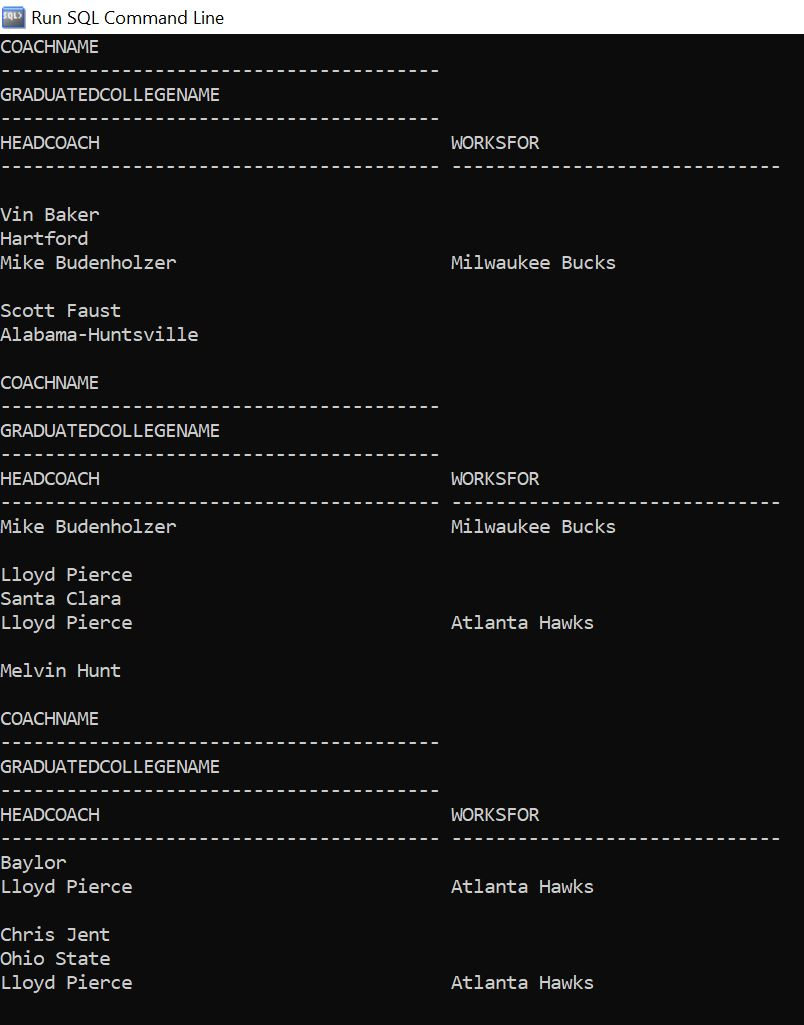 SQL> Run SQL Command Line
COACHNAME
----------------------------------------
GRADUATEDCOLLEGENAME
----------------------------------------
HEADCOACH                                WORKSFOR
---------------------------------------- ------------------------------
Vin Baker
Hartford
Mike Budenholzer                         Milwaukee Bucks
Scott Faust
Alabama-Huntsville
COACHNAME
----------------------------------------
GRADUATEDCOLLEGENAME
----------------------------------------
HEADCOACH                                WORKSFOR
---------------------------------------- ------------------------------
Mike Budenholzer                         Milwaukee Bucks
Lloyd Pierce
Santa Clara
Lloyd Pierce                             Atlanta Hawks
Melvin Hunt
COACHNAME
----------------------------------------
GRADUATEDCOLLEGENAME
----------------------------------------
HEADCOACH                                WORKSFOR
---------------------------------------- ------------------------------
Baylor
Lloyd Pierce                             Atlanta Hawks
Chris Jent
Ohio State
Lloyd Pierce                             Atlanta Hawks